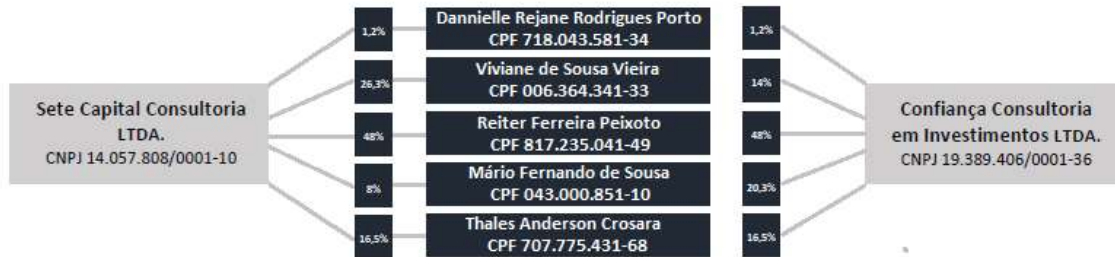 Sete Capital Consultoria
LTDA.
CNPJ 14.057.808/0001-10
1,2%
26,3%
48%
8%
16,5%
Dannielle Rejane Rodrigues Porto
CPF 718.043.581-34
Viviane de Sousa Vieira
CPF 006.364.341-33
Reiter Ferreira Peixoto
CPF 817.235.041-49
Mário Fernando de Sousa
CPF 043.000.851-10
Thales Anderson Crosara
CPF 707.775.431-68
1,2%
14%
48%
20,3%
16,5%
Confiança Consultoria
em Investimentos LTDA.
CNPJ 19.389.406/0001-36